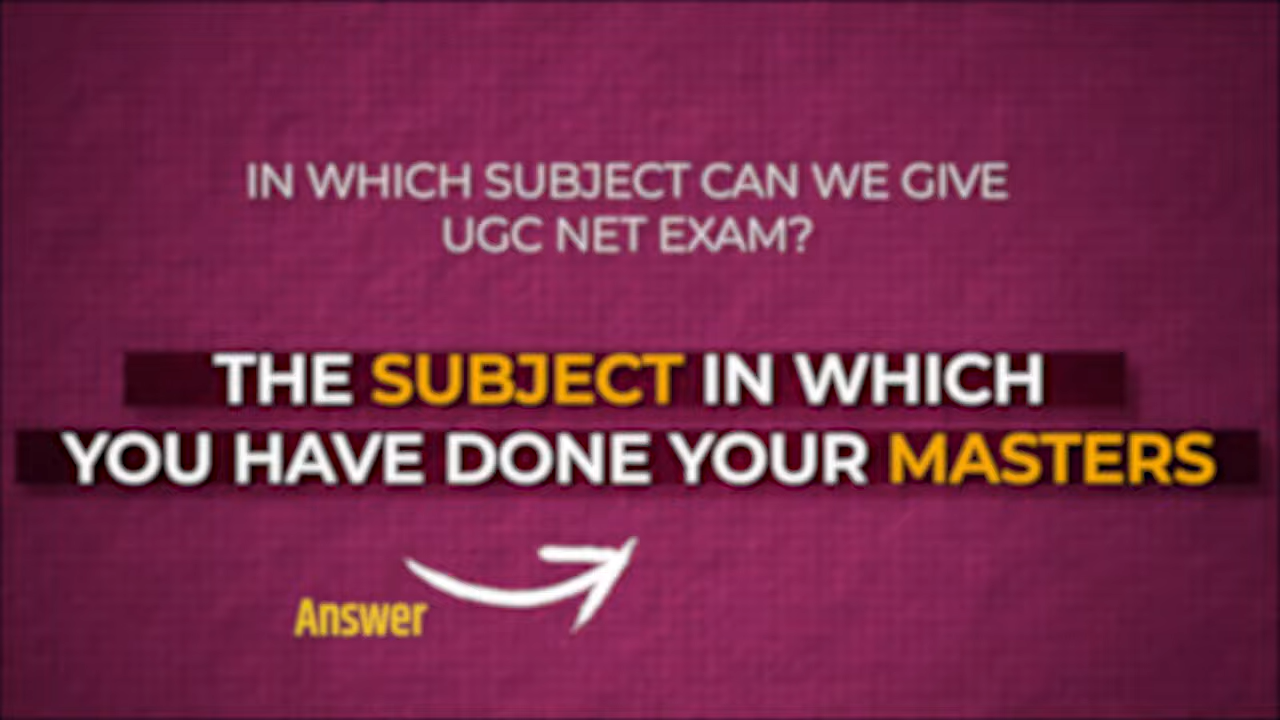 IN WHICH SUBJECT CAN WE GIVE
UGC NET EXAM?
THE SUBJECT IN WHICH
YOU HAVE DONE YOUR MASTERS
Answer